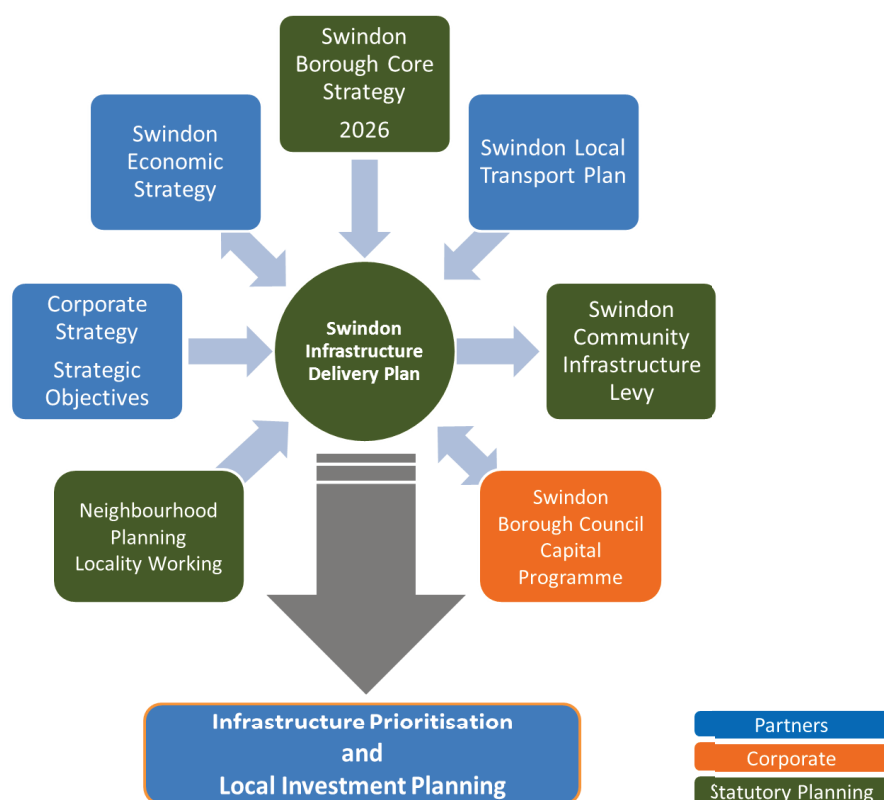 Swindon
Borough Core
Strategy
2026
Swindon
Economic
Strategy
Swindon Local
Transport Plan
Corporate
Strategy
Strategic
Objectives
Swindon
Infrastructure
Delivery Plan
Swindon
Community
Infrastructure
Levy
Neighbourhood
Planning
Locality Working
Swindon
Borough Council
Capital
Programme
Infrastructure Prioritisation
and
Local Investment Planning
Partners
Corporate
Statutory Planning